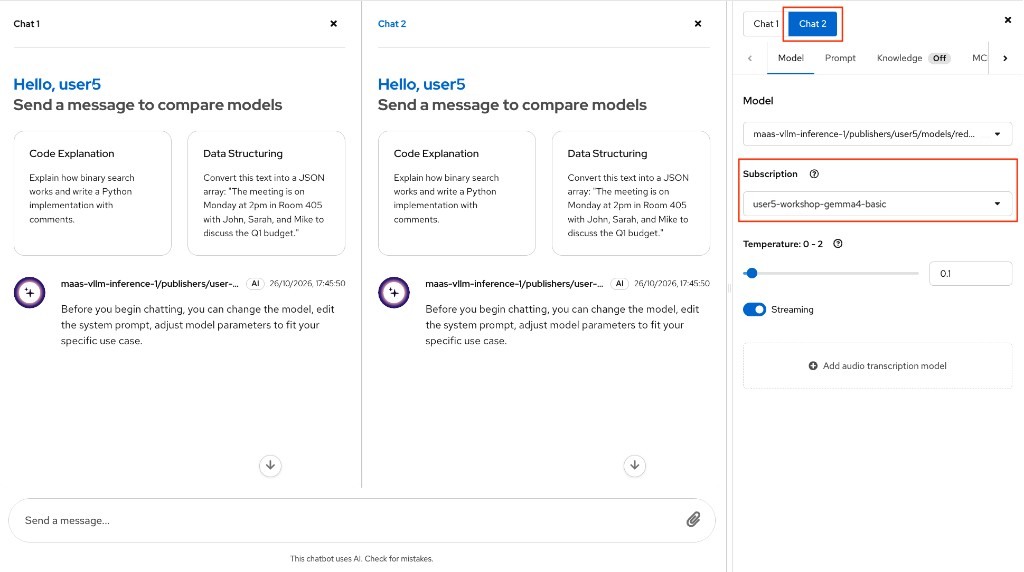 Chat 1
Hello, user5
Send a message to compare models
Code Explanation
Explain how binary search
works and write a Python
implementation with
comments.
Data Structuring
Convert this text into a JSON
array: "The meeting is on
Monday at 2pm in Room 405
with John, Sarah, and Mike to
discuss the Q1 budget."
maas-vllm-inference-1/publishers/user-... AI 26/10/2026, 17:45:50
Before you begin chatting, you can change the model, edit
the system prompt, adjust model parameters to fit your
specific use case.
Chat 2
Hello, user5
Send a message to compare models
Code Explanation
Explain how binary search
works and write a Python
implementation with
comments.
Data Structuring
Convert this text into a JSON
array: "The meeting is on
Monday at 2pm in Room 405
with John, Sarah, and Mike to
discuss the Q1 budget."
maas-vllm-inference-1/publishers/user-... AI 26/10/2026, 17:45:50
Before you begin chatting, you can change the model, edit
the system prompt, adjust model parameters to fit your
specific use case.
Send a message...
This chatbot uses AI. Check for mistakes.
Chat 1 Chat 2
Model Prompt Knowledge Off MC
Model
maas-vllm-inference-1/publishers/user5/models/red...
Subscription
user5-workshop-gemma4-basic
Temperature: 0 - 2
0.1
Streaming
Add audio transcription model